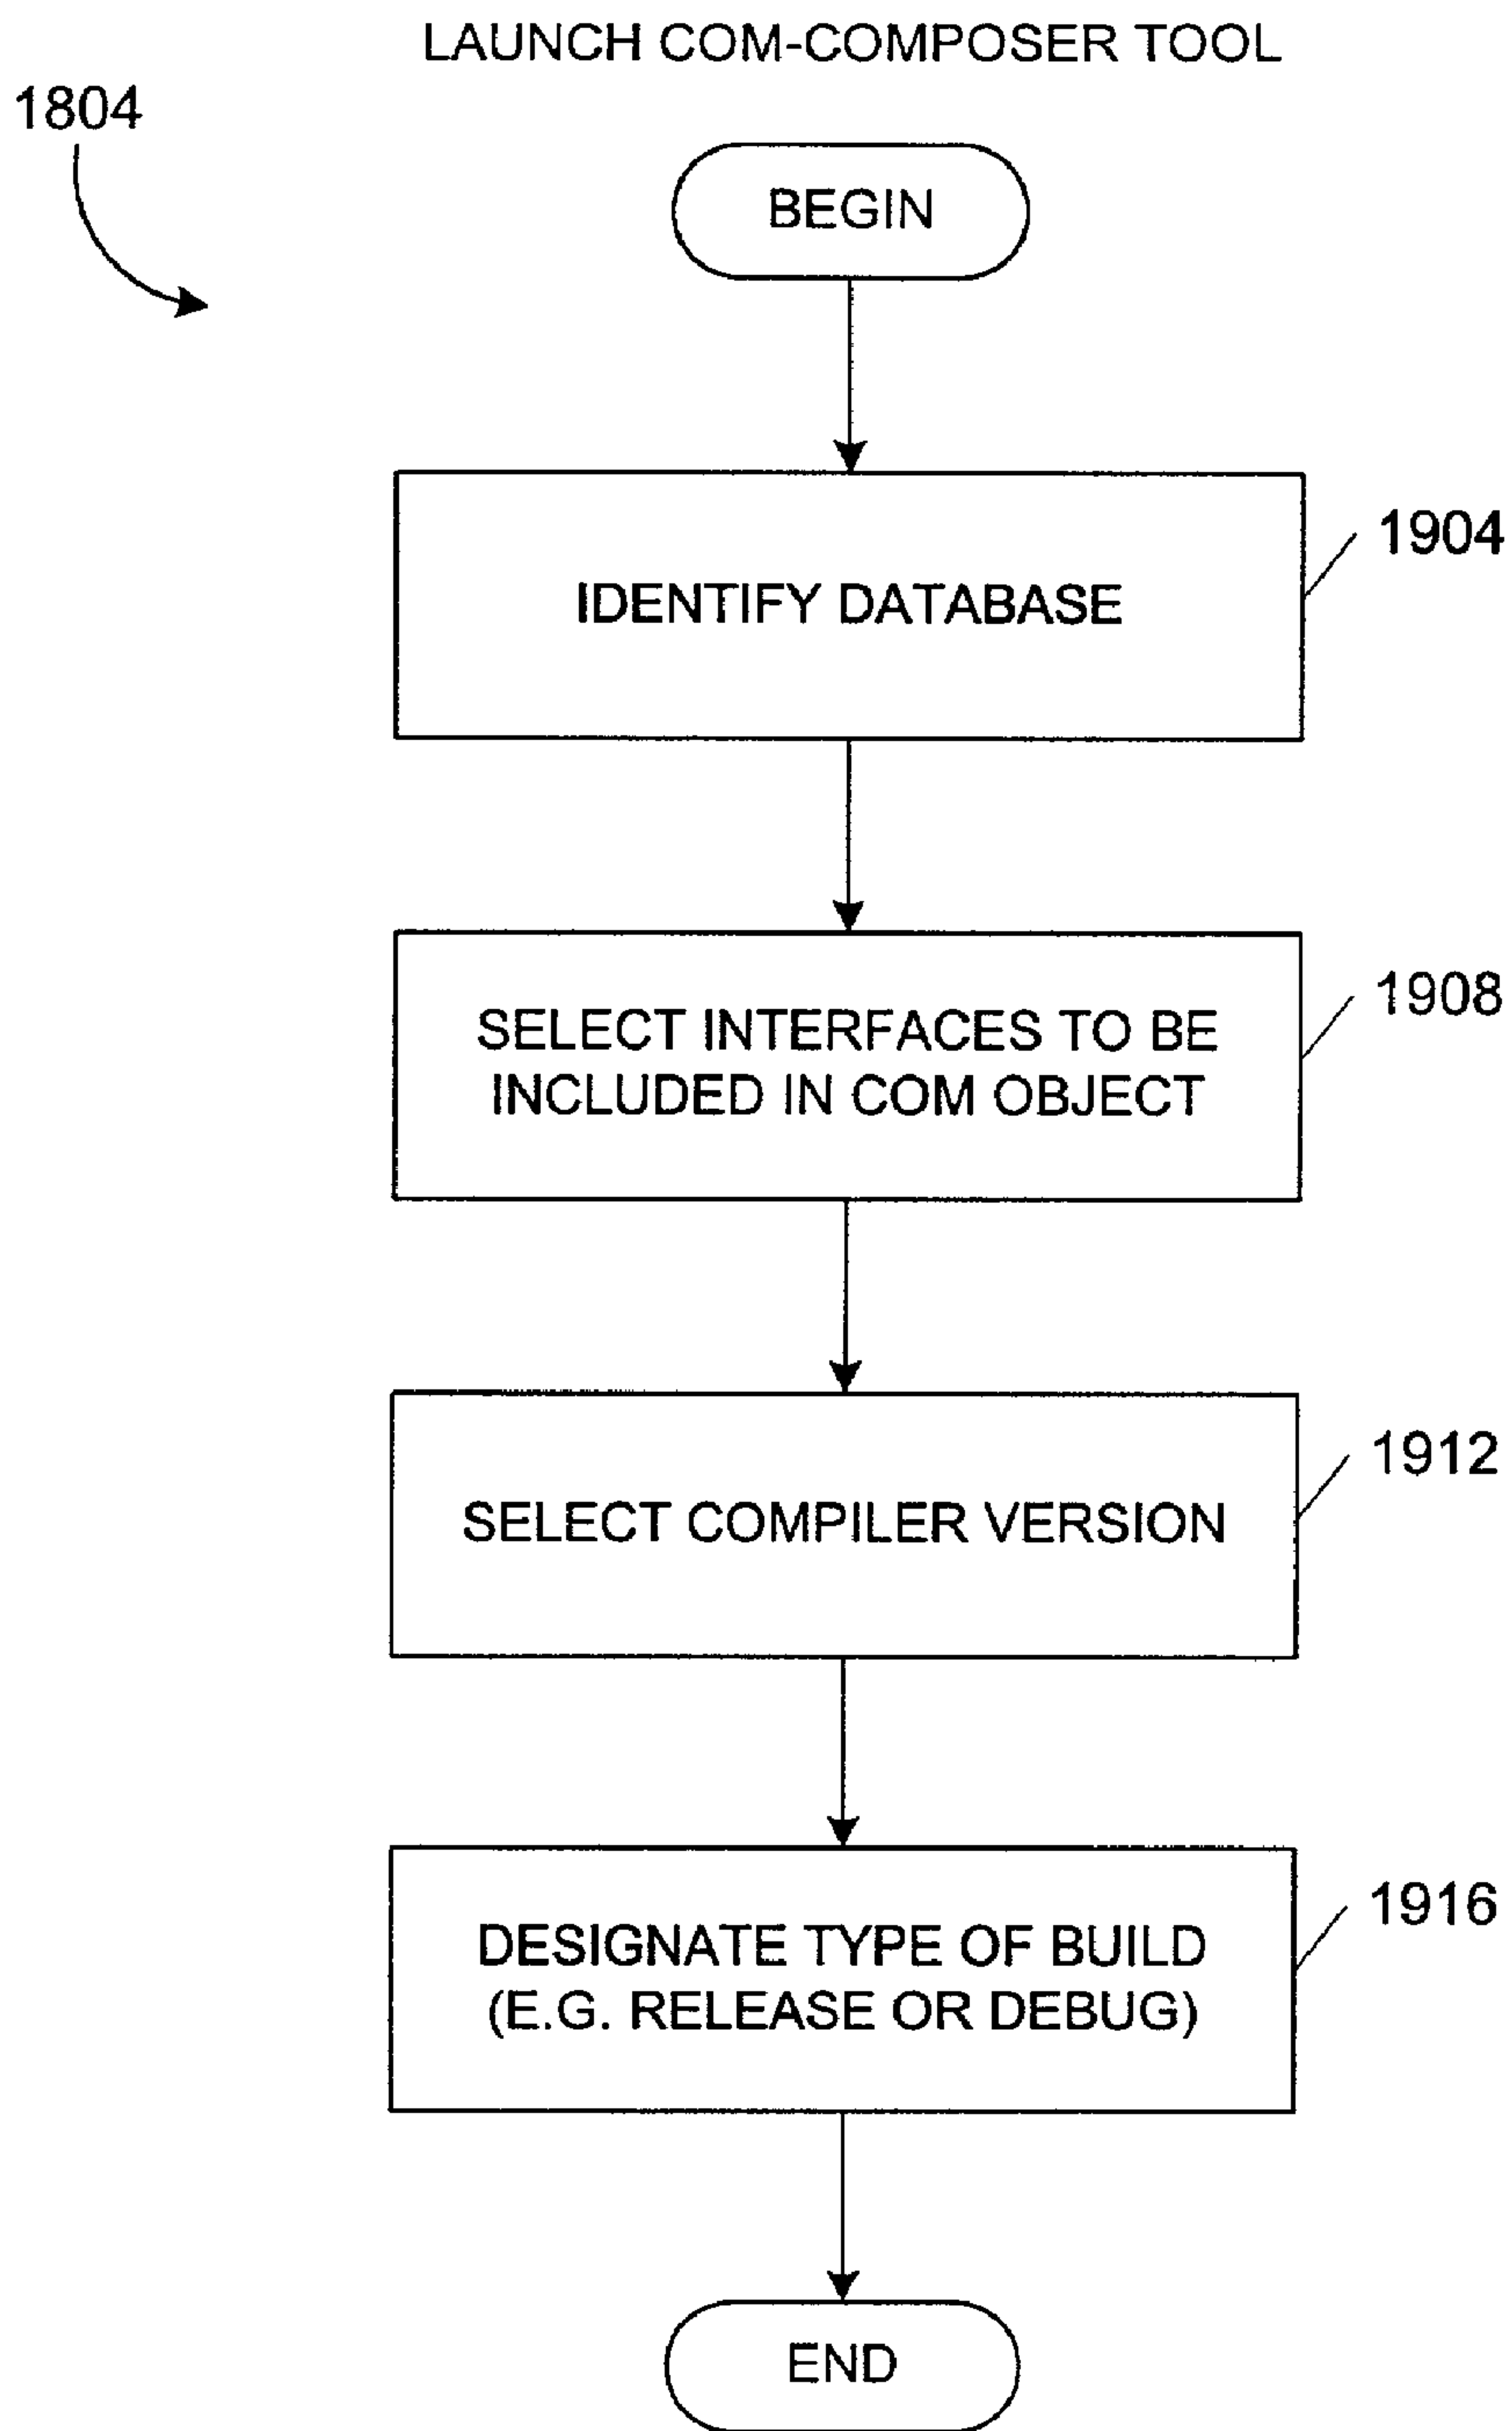 LAUNCH COM-COMPOSER TOOL
1804
BEGIN
IDENTIFY DATABASE
1904
SELECT INTERFACES TO BE
INCLUDED IN COM OBJECT
1908
SELECT COMPILER VERSION
1912
DESIGNATE TYPE OF BUILD
(E.G. RELEASE OR DEBUG)
1916
END